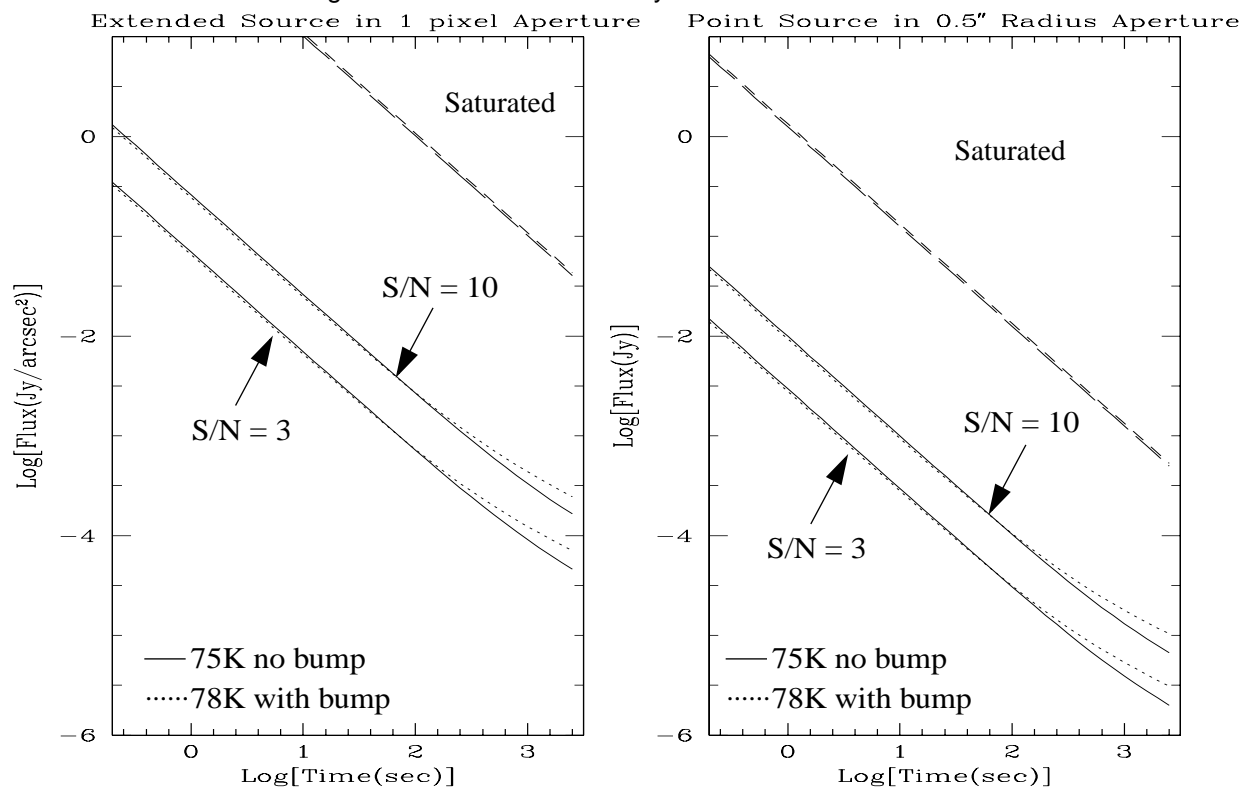 Extended Source in 1 pixel Aperture
Saturated
S/N = 10
S/N = 3
75K no bump
78K with bump
0
−2
−4
−6
0
1
2
3
Log[Time(sec)]
Log[Flux(Jy/arcsec²)]
Point Source in 0.5″ Radius Aperture
Saturated
S/N = 10
S/N = 3
75K no bump
78K with bump
0
−2
−4
−6
0
1
2
3
Log[Time(sec)]
Log[Flux(Jy)]